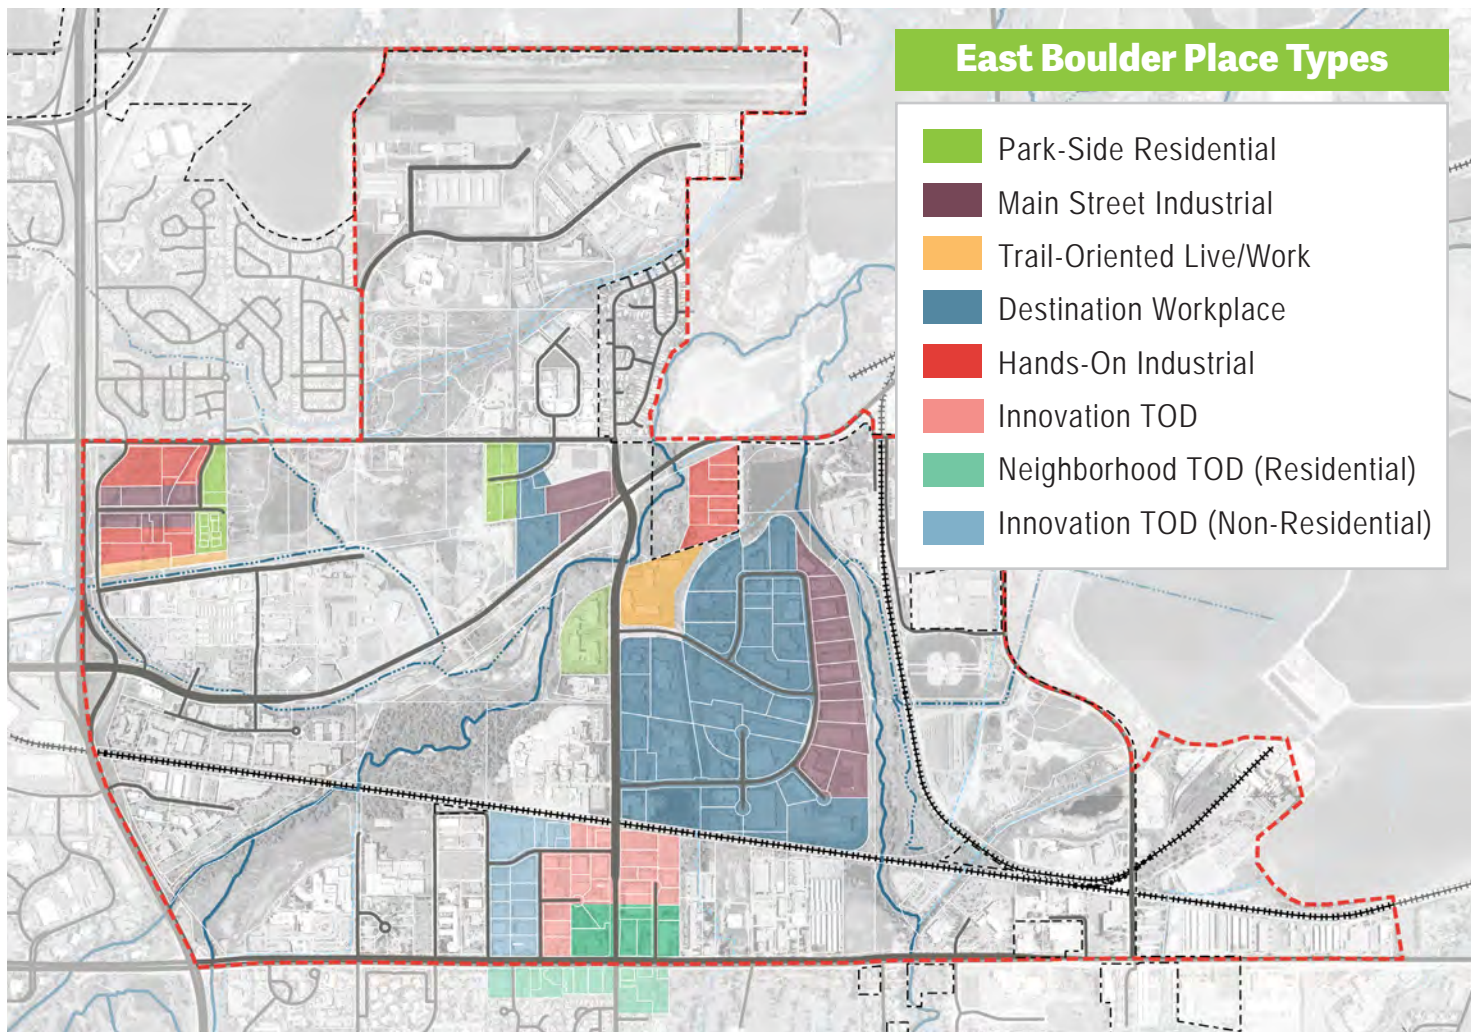 East Boulder Place Types
Park-Side Residential
Main Street Industrial
Trail-Oriented Live/Work
Destination Workplace
Hands-On Industrial
Innovation TOD
Neighborhood TOD (Residential)
Innovation TOD (Non-Residential)